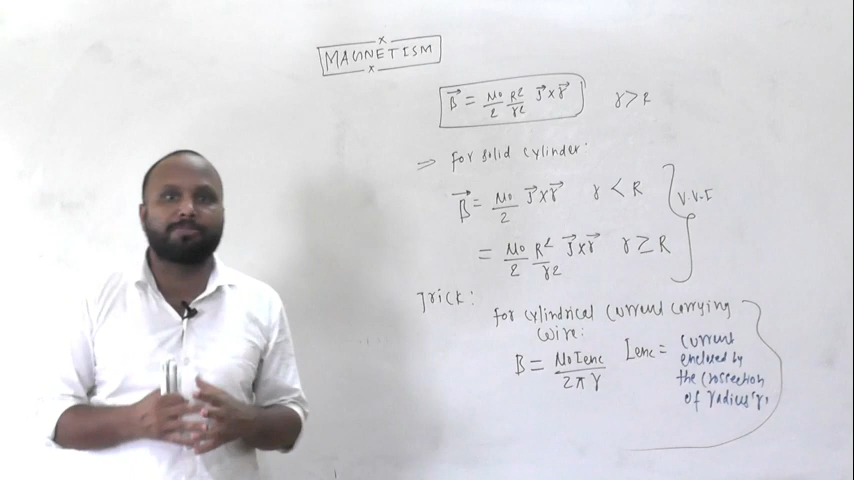 MAGNETISM
B⃗ = μ0/2 R²/r² J⃗×r⃗ r>R
⇒ for solid cylinder:
B⃗ = μ0/2 J⃗×r⃗ r<R
= μ0/2 R²/r² J⃗×r⃗ r≥R
V.V.I
Trick:
for cylindrical current carrying
wire:
B = μ0Ienc/2πr Ienc = current
enclosed by
the crossection
of radius 'r'